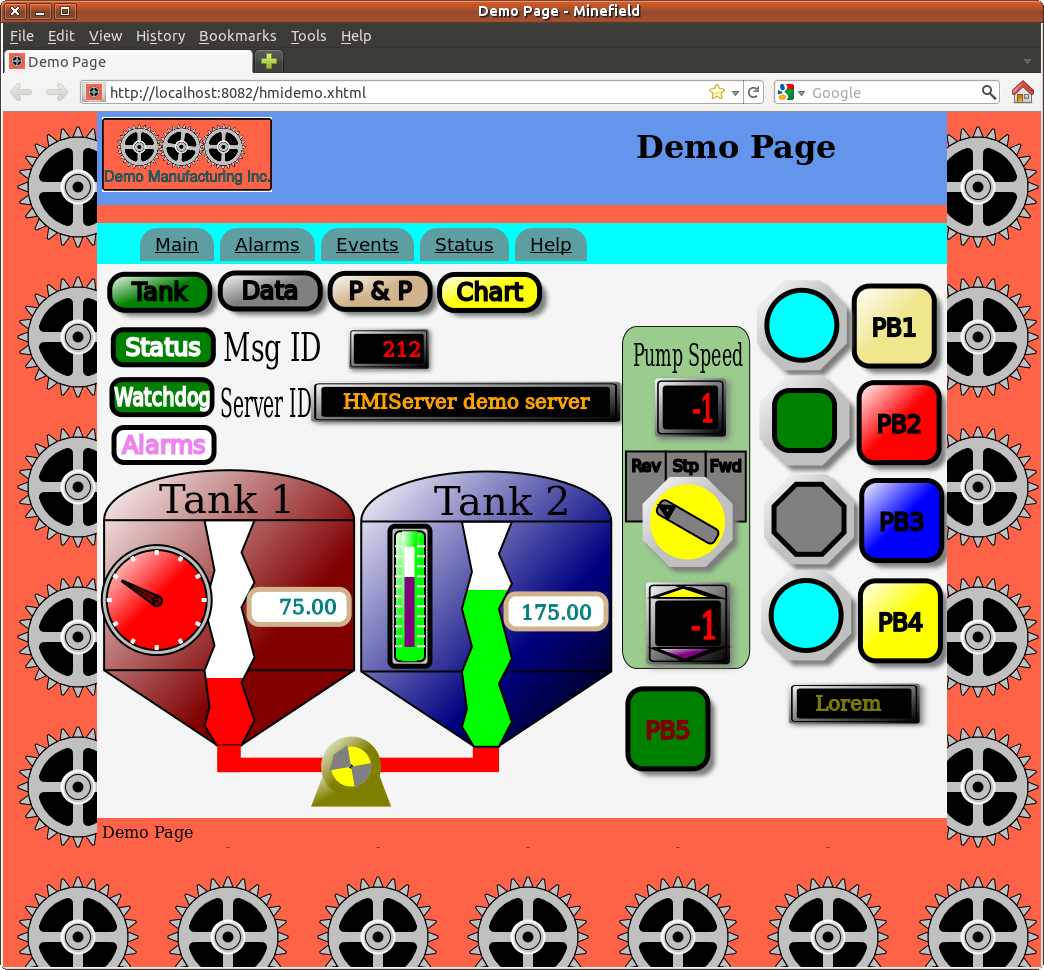 Demo Page - Minefield
File Edit View History Bookmarks Tools Help
Demo Page
http://localhost:8082/hmidemo.xhtml
Google
Demo Manufacturing Inc.
Demo Page
Main Alarms Events Status Help
Tank Data P & P Chart
Status Msg ID 212
Watchdog Server ID HMIServer demo server
Alarms
Pump Speed
-1
Rev Stp Fwd
-1
PB1
PB2
PB3
PB4
Lorem
PB5
Tank 1
75.00
Tank 2
175.00
Demo Page